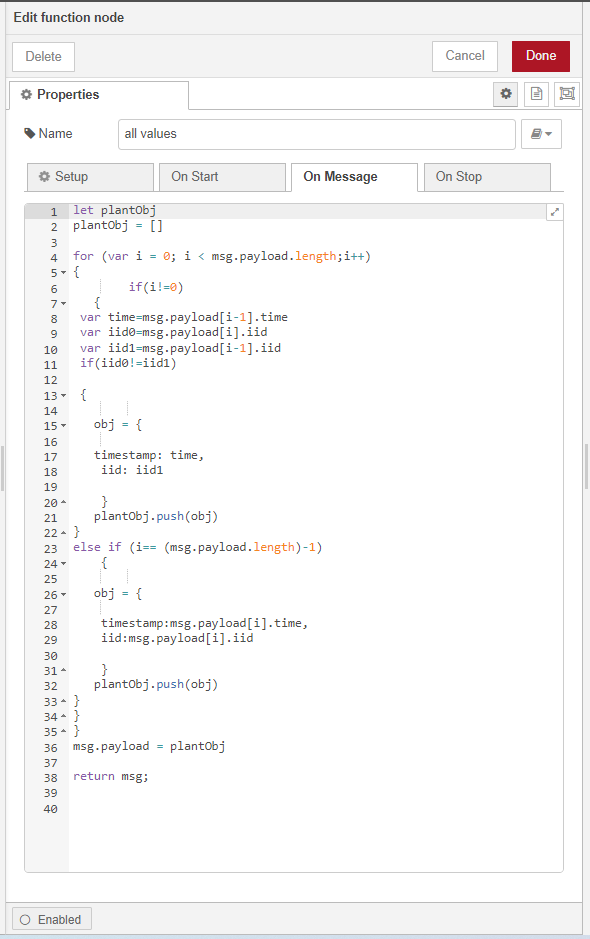 Edit function node
Delete
Cancel
Done
Properties
Name
all values
Setup
On Start
On Message
On Stop
1 let plantObj
2 plantObj = []
3
4 for (var i = 0; i < msg.payload.length;i++)
5 {
6 if(i!=0)
7 {
8 var time=msg.payload[i-1].time
9 var iid0=msg.payload[i].iid
10 var iid1=msg.payload[i-1].iid
11 if(iid0!=iid1)
12
13 {
14
15 obj = {
16
17 timestamp: time,
18 iid: iid1
19
20 }
21 plantObj.push(obj)
22 }
23 else if (i== (msg.payload.length)-1)
24 {
25
26 obj = {
27
28 timestamp:msg.payload[i].time,
29 iid:msg.payload[i].iid
30
31 }
32 plantObj.push(obj)
33 }
34 }
35 }
36 msg.payload = plantObj
37
38 return msg;
39
40
Enabled